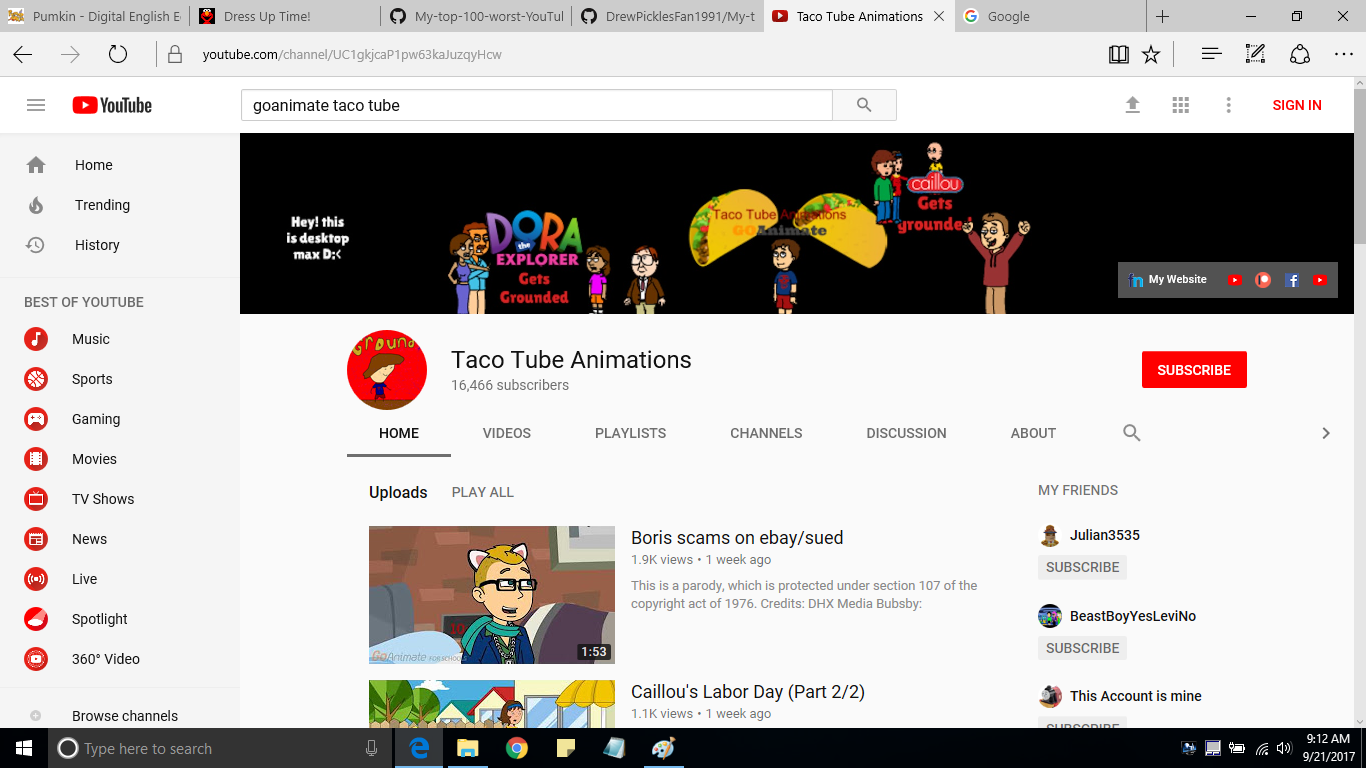 Pumkin - Digital English E
Dress Up Time!
My-top-100-worst-YouTul
DrewPicklesFan1991/My-t
Taco Tube Animations
Google
youtube.com/channel/UC1gkjcaP1pw63kaJuzqyHcw
YouTube
goanimate taco tube
SIGN IN
Home
Trending
History
BEST OF YOUTUBE
Music
Sports
Gaming
Movies
TV Shows
News
Live
Spotlight
360° Video
Browse channels
Hey! this
is desktop
max D:<
DORA
the
EXPLORER
Gets
Grounded
Taco Tube Animations
GOAnimate
caillou
Gets
grounded
My Website
Ground
Taco Tube Animations
16,466 subscribers
SUBSCRIBE
HOME
VIDEOS
PLAYLISTS
CHANNELS
DISCUSSION
ABOUT
Uploads
PLAY ALL
GoAnimate FOR SCHOOLS
1:53
Boris scams on ebay/sued
1.9K views • 1 week ago
This is a parody, which is protected under section 107 of the
copyright act of 1976. Credits: DHX Media Bubsby:
Caillou's Labor Day (Part 2/2)
1.1K views • 1 week ago
MY FRIENDS
Julian3535
SUBSCRIBE
BeastBoyYesLeviNo
SUBSCRIBE
This Account is mine
SUBSCRIBE
Type here to search
9:12 AM
9/21/2017